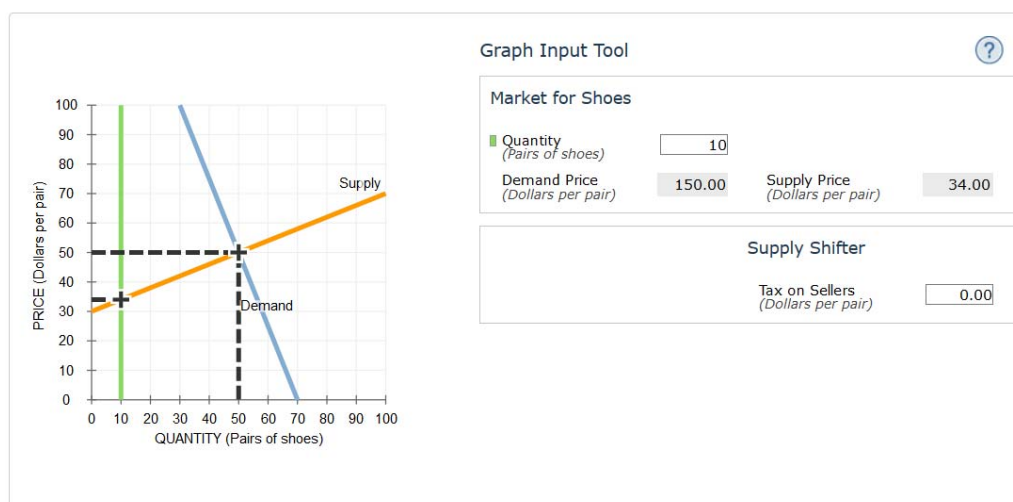 Graph Input Tool
?
Market for Shoes
Quantity
(Pairs of shoes)
10
Demand Price
(Dollars per pair)
150.00
Supply Price
(Dollars per pair)
34.00
Supply Shifter
Tax on Sellers
(Dollars per pair)
0.00
PRICE (Dollars per pair)
100
90
80
70
60
50
40
30
20
10
0
Supply
Demand
0 10 20 30 40 50 60 70 80 90 100
QUANTITY (Pairs of shoes)